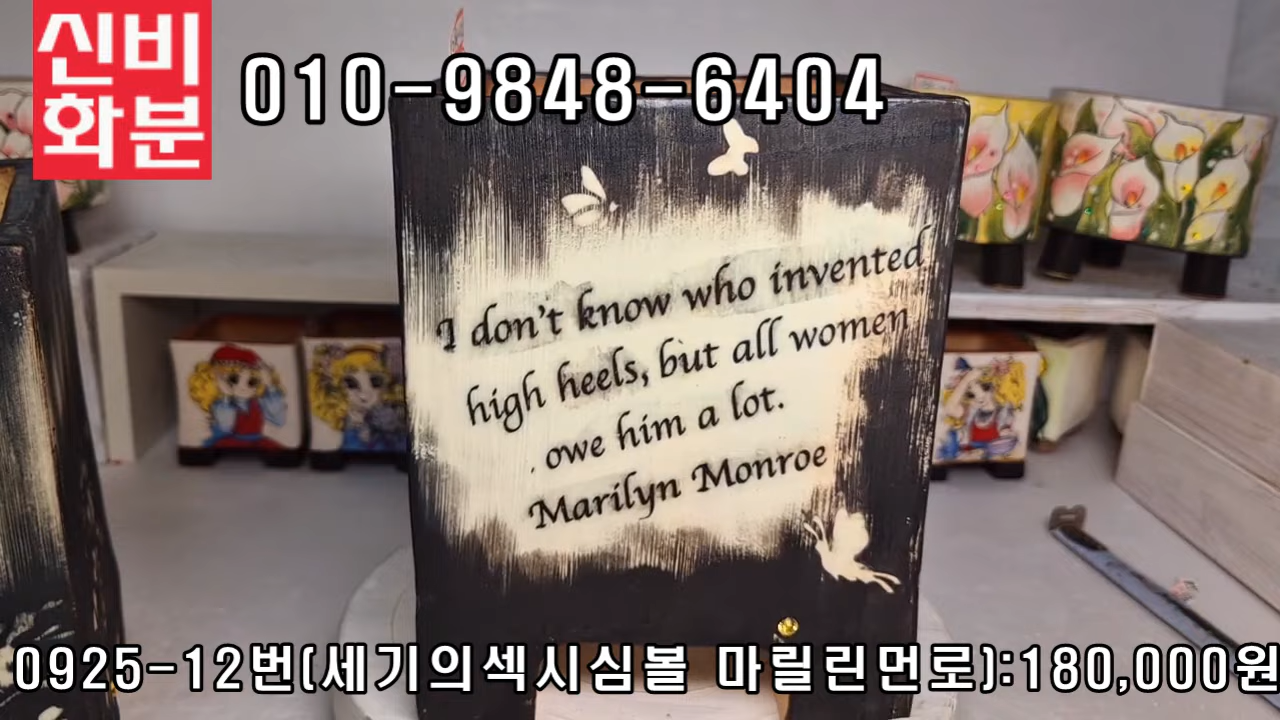 신비
화분
010-9848-6404
I don't know who invented
high heels, but all women
. owe him a lot.
Marilyn Monroe
0925-12번(세기의섹시심볼 마릴린먼로):180,000원